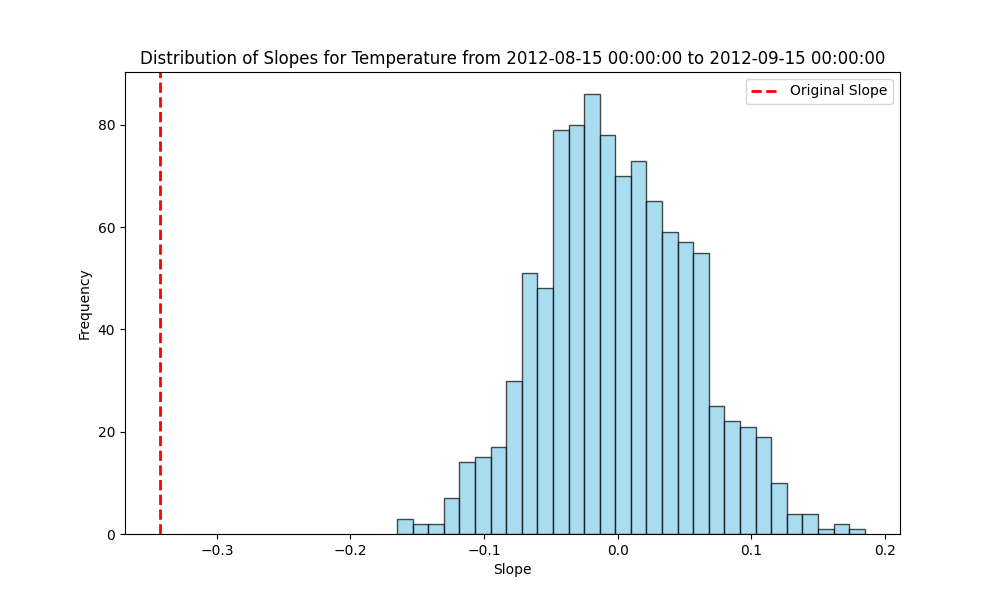 Distribution of Slopes for Temperature from 2012-08-15 00:00:00 to 2012-09-15 00:00:00
Original Slope
Frequency
80
60
40
20
0
−0.3
−0.2
−0.1
0.0
0.1
0.2
Slope